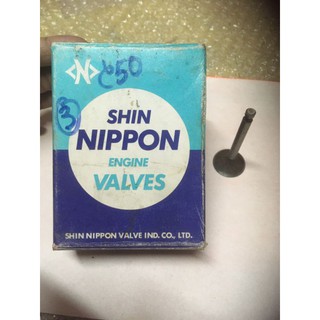 <N>
C50
3
SHIN
NIPPON
ENGINE
VALVES
SHIN NIPPON VALVE IND. CO., LTD.